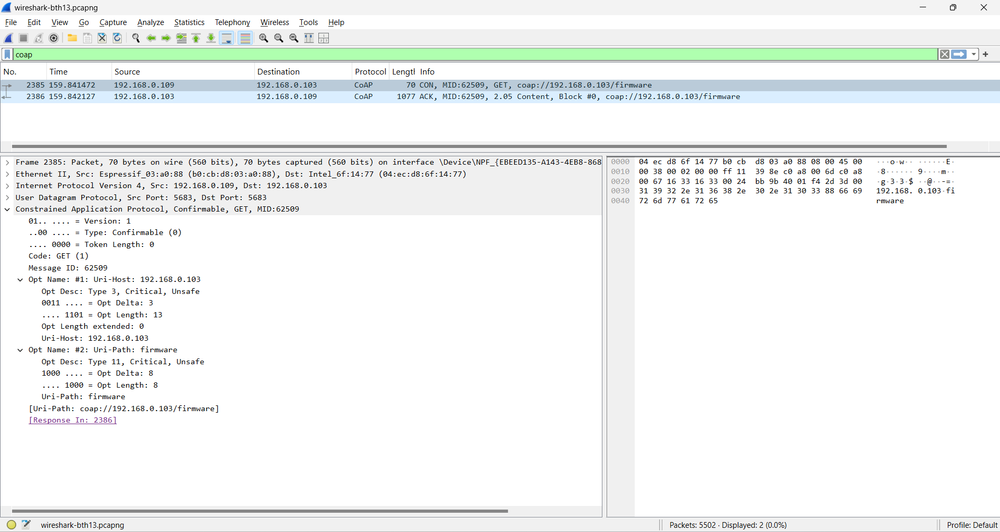 wireshark-bth13.pcapng
File Edit View Go Capture Analyze Statistics Telephony Wireless Tools Help
coap
No. Time Source Destination Protocol Lengtl Info
2385 159.841472 192.168.0.109 192.168.0.103 CoAP 70 CON, MID:62509, GET, coap://192.168.0.103/firmware
2386 159.842127 192.168.0.103 192.168.0.109 CoAP 1077 ACK, MID:62509, 2.05 Content, Block #0, coap://192.168.0.103/firmware
Frame 2385: Packet, 70 bytes on wire (560 bits), 70 bytes captured (560 bits) on interface \Device\NPF_{EBEED135-A143-4EB8-868
Ethernet II, Src: Espressif_03:a0:88 (b0:cb:d8:03:a0:88), Dst: Intel_6f:14:77 (04:ec:d8:6f:14:77)
Internet Protocol Version 4, Src: 192.168.0.109, Dst: 192.168.0.103
User Datagram Protocol, Src Port: 5683, Dst Port: 5683
Constrained Application Protocol, Confirmable, GET, MID:62509
01.. .... = Version: 1
..00 .... = Type: Confirmable (0)
.... 0000 = Token Length: 0
Code: GET (1)
Message ID: 62509
Opt Name: #1: Uri-Host: 192.168.0.103
Opt Desc: Type 3, Critical, Unsafe
0011 .... = Opt Delta: 3
.... 1101 = Opt Length: 13
Opt Length extended: 0
Uri-Host: 192.168.0.103
Opt Name: #2: Uri-Path: firmware
Opt Desc: Type 11, Critical, Unsafe
1000 .... = Opt Delta: 8
.... 1000 = Opt Length: 8
Uri-Path: firmware
[Uri-Path: coap://192.168.0.103/firmware]
[Response In: 2386]
0000 04 ec d8 6f 14 77 b0 cb d8 03 a0 88 08 00 45 00 ···o·w·· ······E·
0010 00 38 00 02 00 00 ff 11 39 8e c0 a8 00 6d c0 a8 ·8······ 9····m··
0020 00 67 16 33 16 33 00 24 bb 9b 40 01 f4 2d 3d 00 ·g·3·3·$ ··@··-=·
0030 31 39 32 2e 31 36 38 2e 30 2e 31 30 33 88 66 69 192.168. 0.103·fi
0040 72 6d 77 61 72 65 rmware
wireshark-bth13.pcapng
Packets: 5502 · Displayed: 2 (0.0%)
Profile: Default